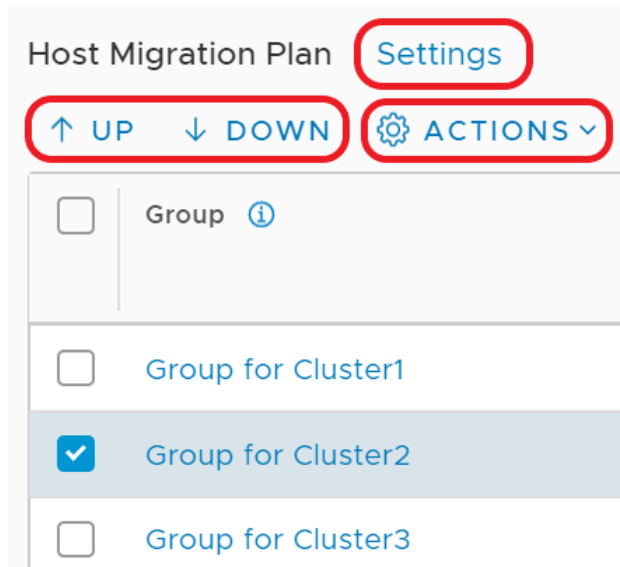 Host Migration Plan Settings
↑ UP ↓ DOWN ACTIONS
Group
Group for Cluster1
Group for Cluster2
Group for Cluster3